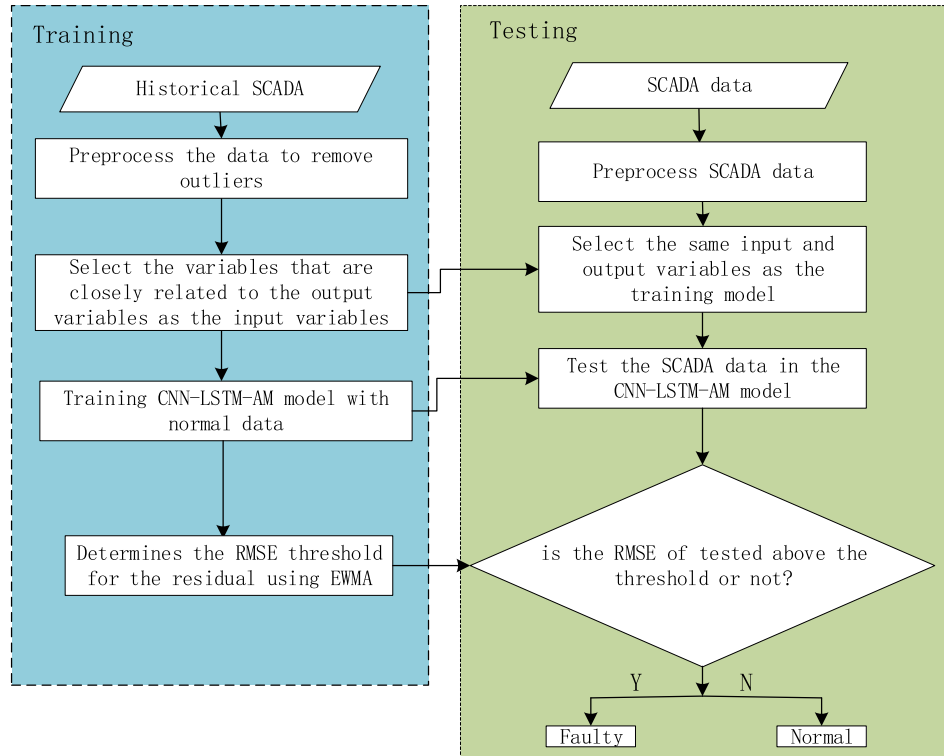 Training
Historical SCADA
Preprocess the data to remove
outliers
Select the variables that are
closely related to the output
variables as the input variables
Training CNN-LSTM-AM model with
normal data
Determines the RMSE threshold
for the residual using EWMA
Testing
SCADA data
Preprocess SCADA data
Select the same input and
output variables as the
training model
Test the SCADA data in the
CNN-LSTM-AM model
is the RMSE of tested above the
threshold or not?
Y
N
Faulty
Normal